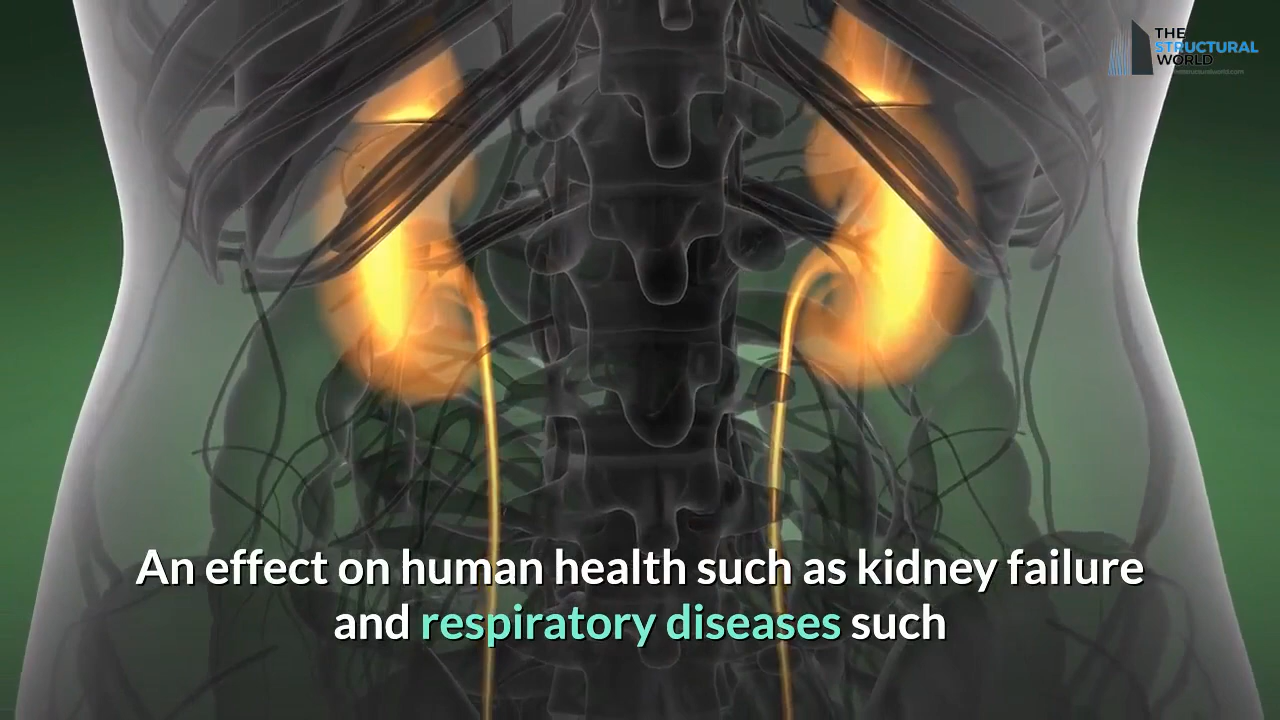 THE
STRUCTURAL
WORLD
An effect on human health such as kidney failure
and respiratory diseases such